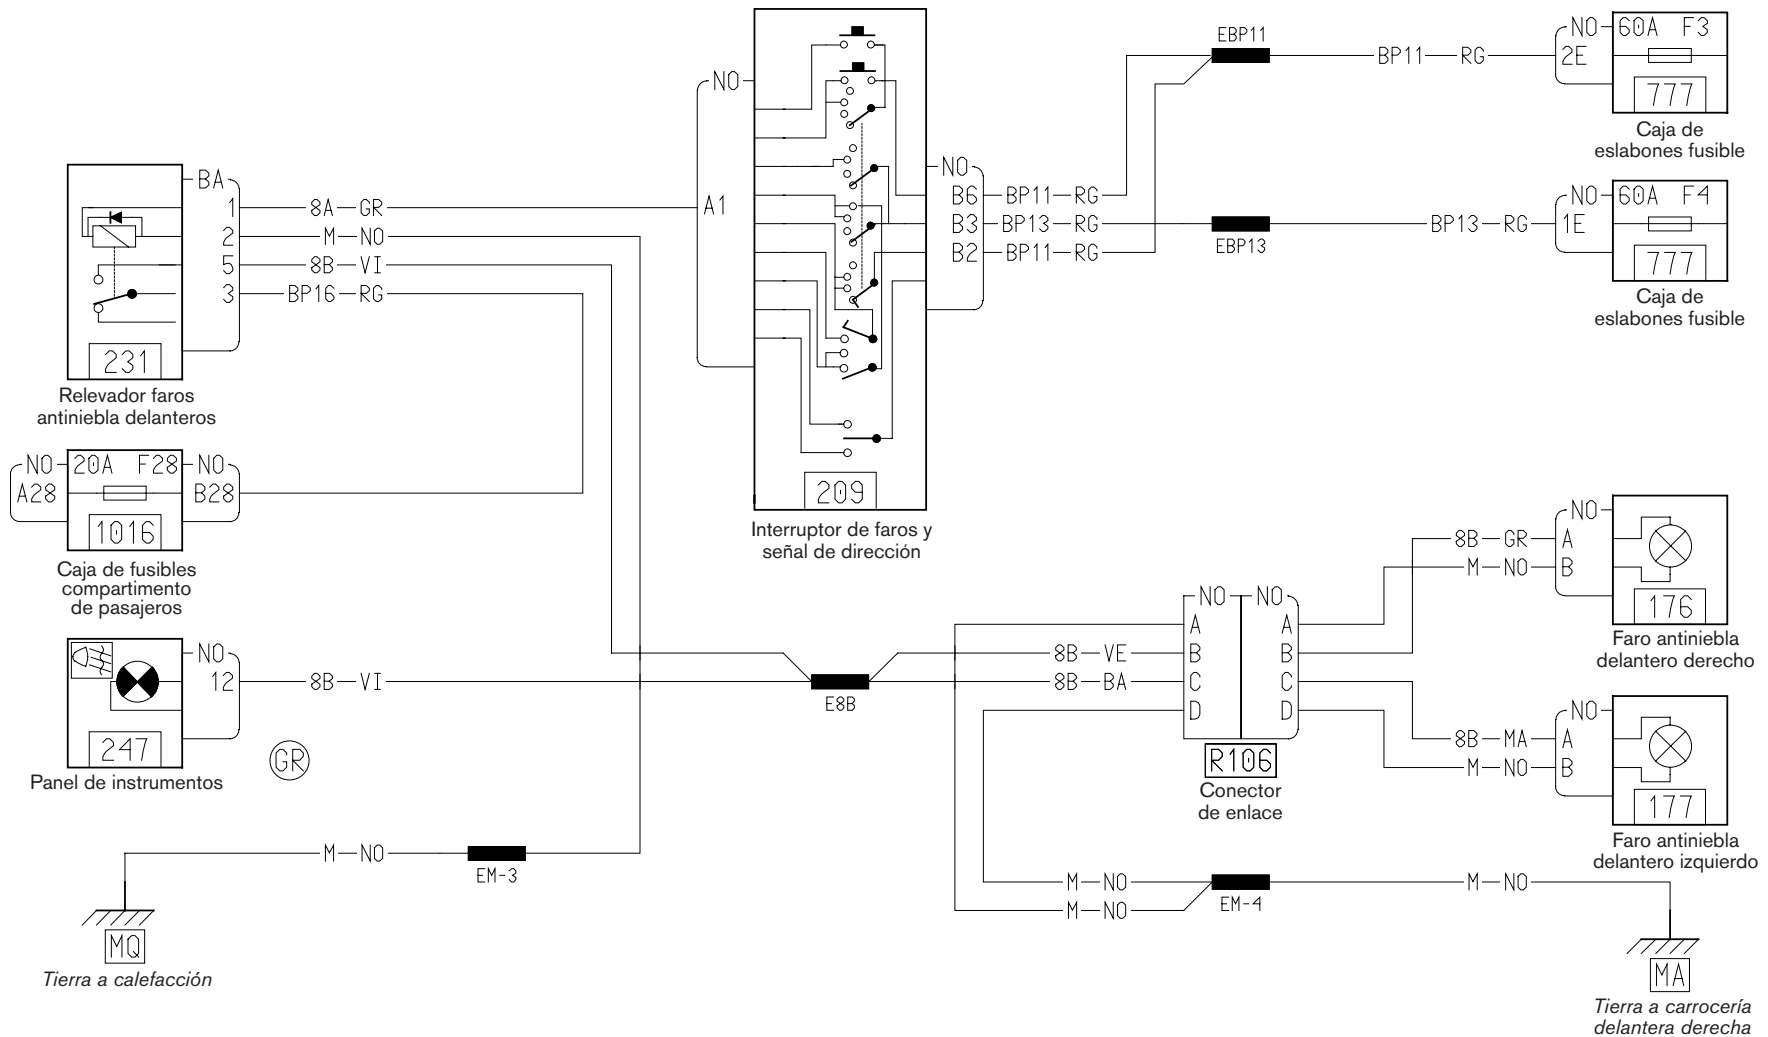 BA
1
8A GR
2
M NO
5
8B VI
3
BP16 RG
231
Relevador faros
antiniebla delanteros
NO
20A F28
NO
A28
B28
1016
Caja de fusibles
compartimento
de pasajeros
NO
12
8B VI
247
GR
Panel de instrumentos
M NO
EM-3
MQ
Tierra a calefacción
NO
A1
209
Interruptor de faros y
señal de dirección
NO
B6
BP11 RG
B3
BP13 RG
B2
BP11 RG
EBP11
BP11 RG
NO
2E
60A F3
777
Caja de
eslabones fusible
EBP13
BP13 RG
NO
1E
60A F4
777
Caja de
eslabones fusible
E8B
8B VE
8B BA
NO NO
A A
B B
C C
D D
R106
Conector
de enlace
8B GR
M NO
NO
A
B
176
Faro antiniebla
delantero derecho
8B MA
M NO
NO
A
B
177
Faro antiniebla
delantero izquierdo
M NO
M NO
EM-4
M NO
MA
Tierra a carrocería
delantera derecha